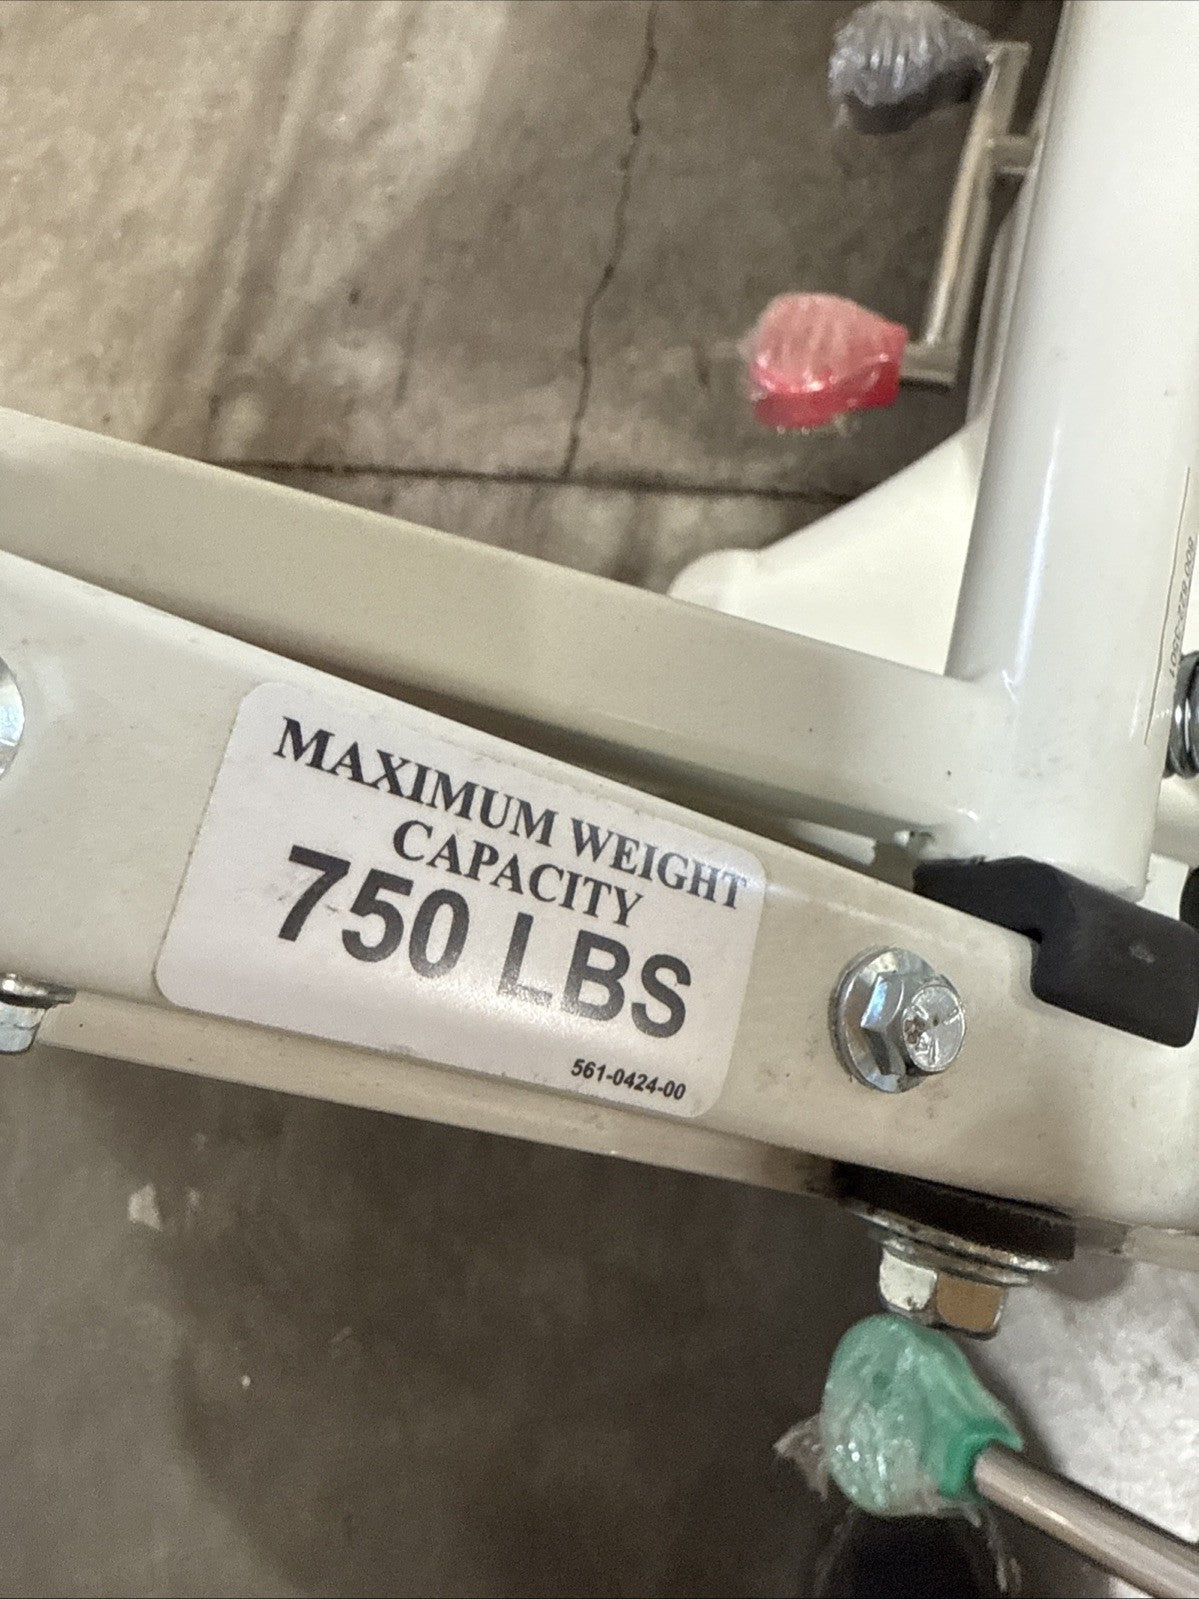 MAXIMUM WEIGHT
CAPACITY
750 LBS
561-0424-00